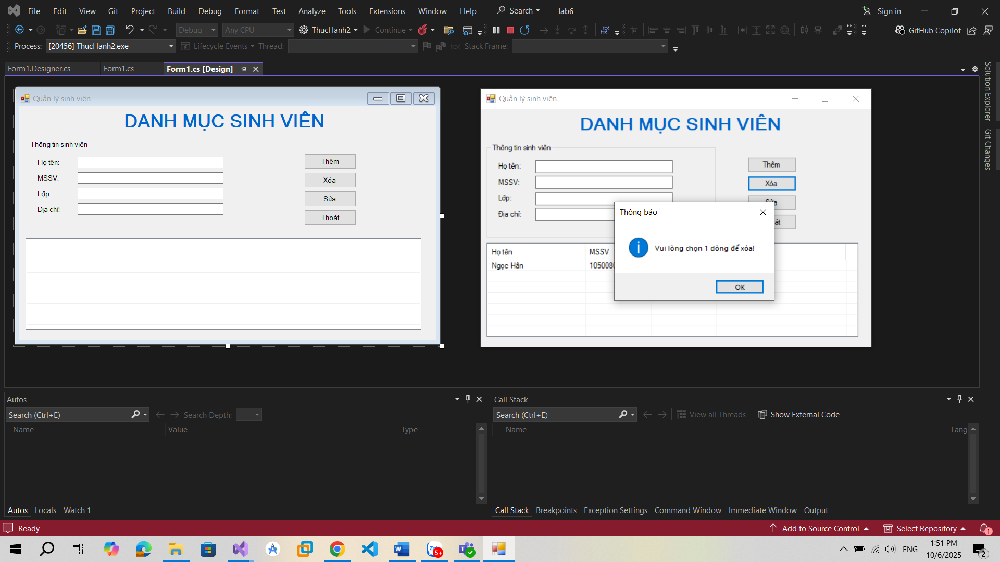 File Edit View Git Project Build Debug Format Test Analyze Tools Extensions Window Help Search lab6 Sign in
Debug Any CPU ThucHanh2 Continue GitHub Copilot
Process: [20456] ThucHanh2.exe Lifecycle Events Thread: Stack Frame:
Form1.Designer.cs Form1.cs Form1.cs [Design]
Solution Explorer
Git Changes
Quản lý sinh viên
DANH MỤC SINH VIÊN
Thông tin sinh viên
Họ tên:
MSSV:
Lớp:
Địa chỉ:
Thêm
Xóa
Sửa
Thoát
Quản lý sinh viên
DANH MỤC SINH VIÊN
Thông tin sinh viên
Họ tên:
MSSV:
Lớp:
Địa chỉ:
Thêm
Xóa
Họ tên MSSV
Ngọc Hân
Thông báo
Vui lòng chọn 1 dòng để xóa!
OK
Autos
Search (Ctrl+E) Search Depth:
Name Value Type
Autos Locals Watch 1
Call Stack
Search (Ctrl+E) View all Threads Show External Code
Name Lang
Call Stack Breakpoints Exception Settings Command Window Immediate Window Output
Ready Add to Source Control Select Repository 1
5+
ENG
1:51 PM
10/6/2025
2